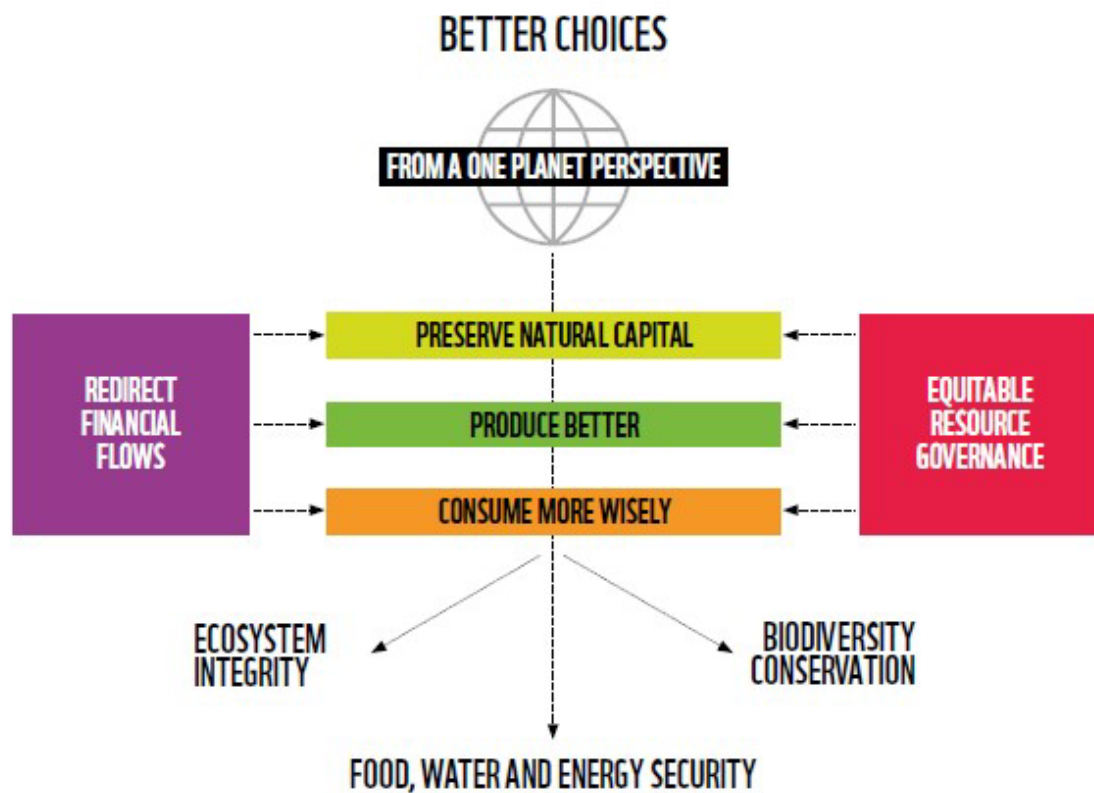 BETTER CHOICES
FROM A ONE PLANET PERSPECTIVE
REDIRECT
FINANCIAL
FLOWS
PRESERVE NATURAL CAPITAL
PRODUCE BETTER
CONSUME MORE WISELY
EQUITABLE
RESOURCE
GOVERNANCE
ECOSYSTEM
INTEGRITY
BIODIVERSITY
CONSERVATION
FOOD, WATER AND ENERGY SECURITY